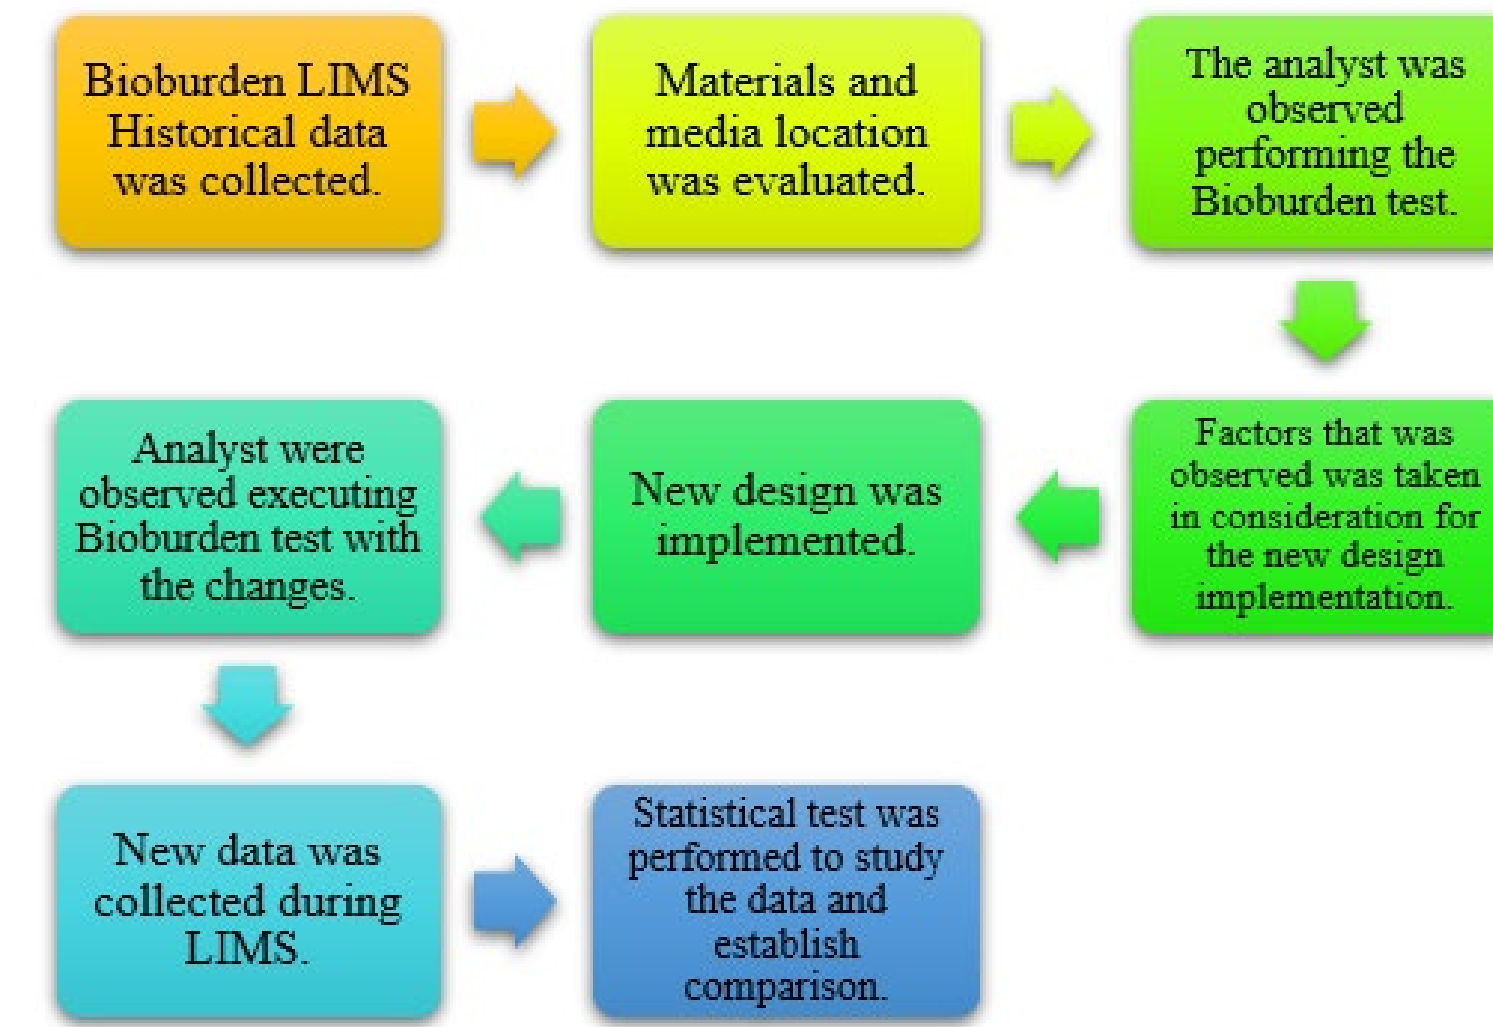 Bioburden LIMS
Historical data
was collected.
Materials and
media location
was evaluated.
The analyst was
observed
performing the
Bioburden test.
Factors that was
observed was taken
in consideration for
the new design
implementation.
New design was
implemented.
Analyst were
observed executing
Bioburden test with
the changes.
New data was
collected during
LIMS.
Statistical test was
performed to study
the data and
establish
comparison.